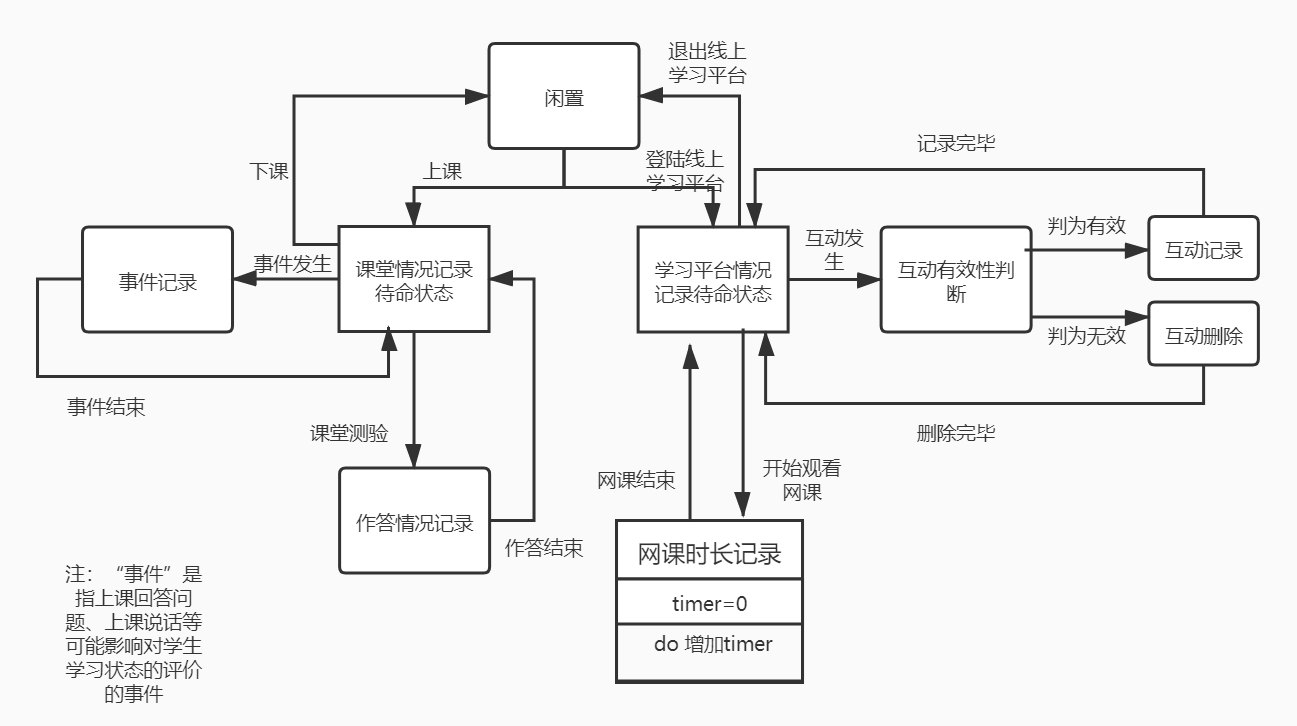 退出线上
学习平台
闲置
记录完毕
登陆线上
学习平台
下课
上课
互动发
生
判为有效
事件发生
课堂情况记录
待命状态
学习平台情况
记录待命状态
互动有效性判
断
互动记录
事件记录
判为无效
互动删除
事件结束
课堂测验
删除完毕
网课结束
开始观看
网课
作答情况记录
作答结束
网课时长记录
timer=0
do 增加timer
注：“事件”是
指上课回答问
题、上课说话等
可能影响对学生
学习状态的评价
的事件